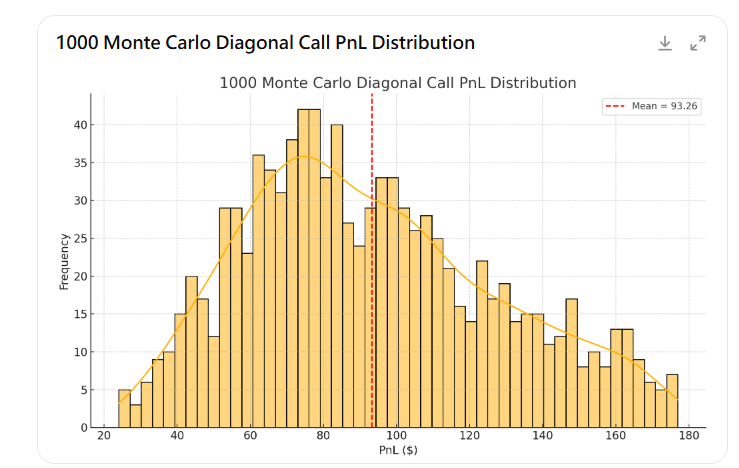 1000 Monte Carlo Diagonal Call PnL Distribution
1000 Monte Carlo Diagonal Call PnL Distribution
Mean = 93.26
40
35
30
25
20
15
10
5
0
Frequency
20 40 60 80 100 120 140 160 180
PnL ($)